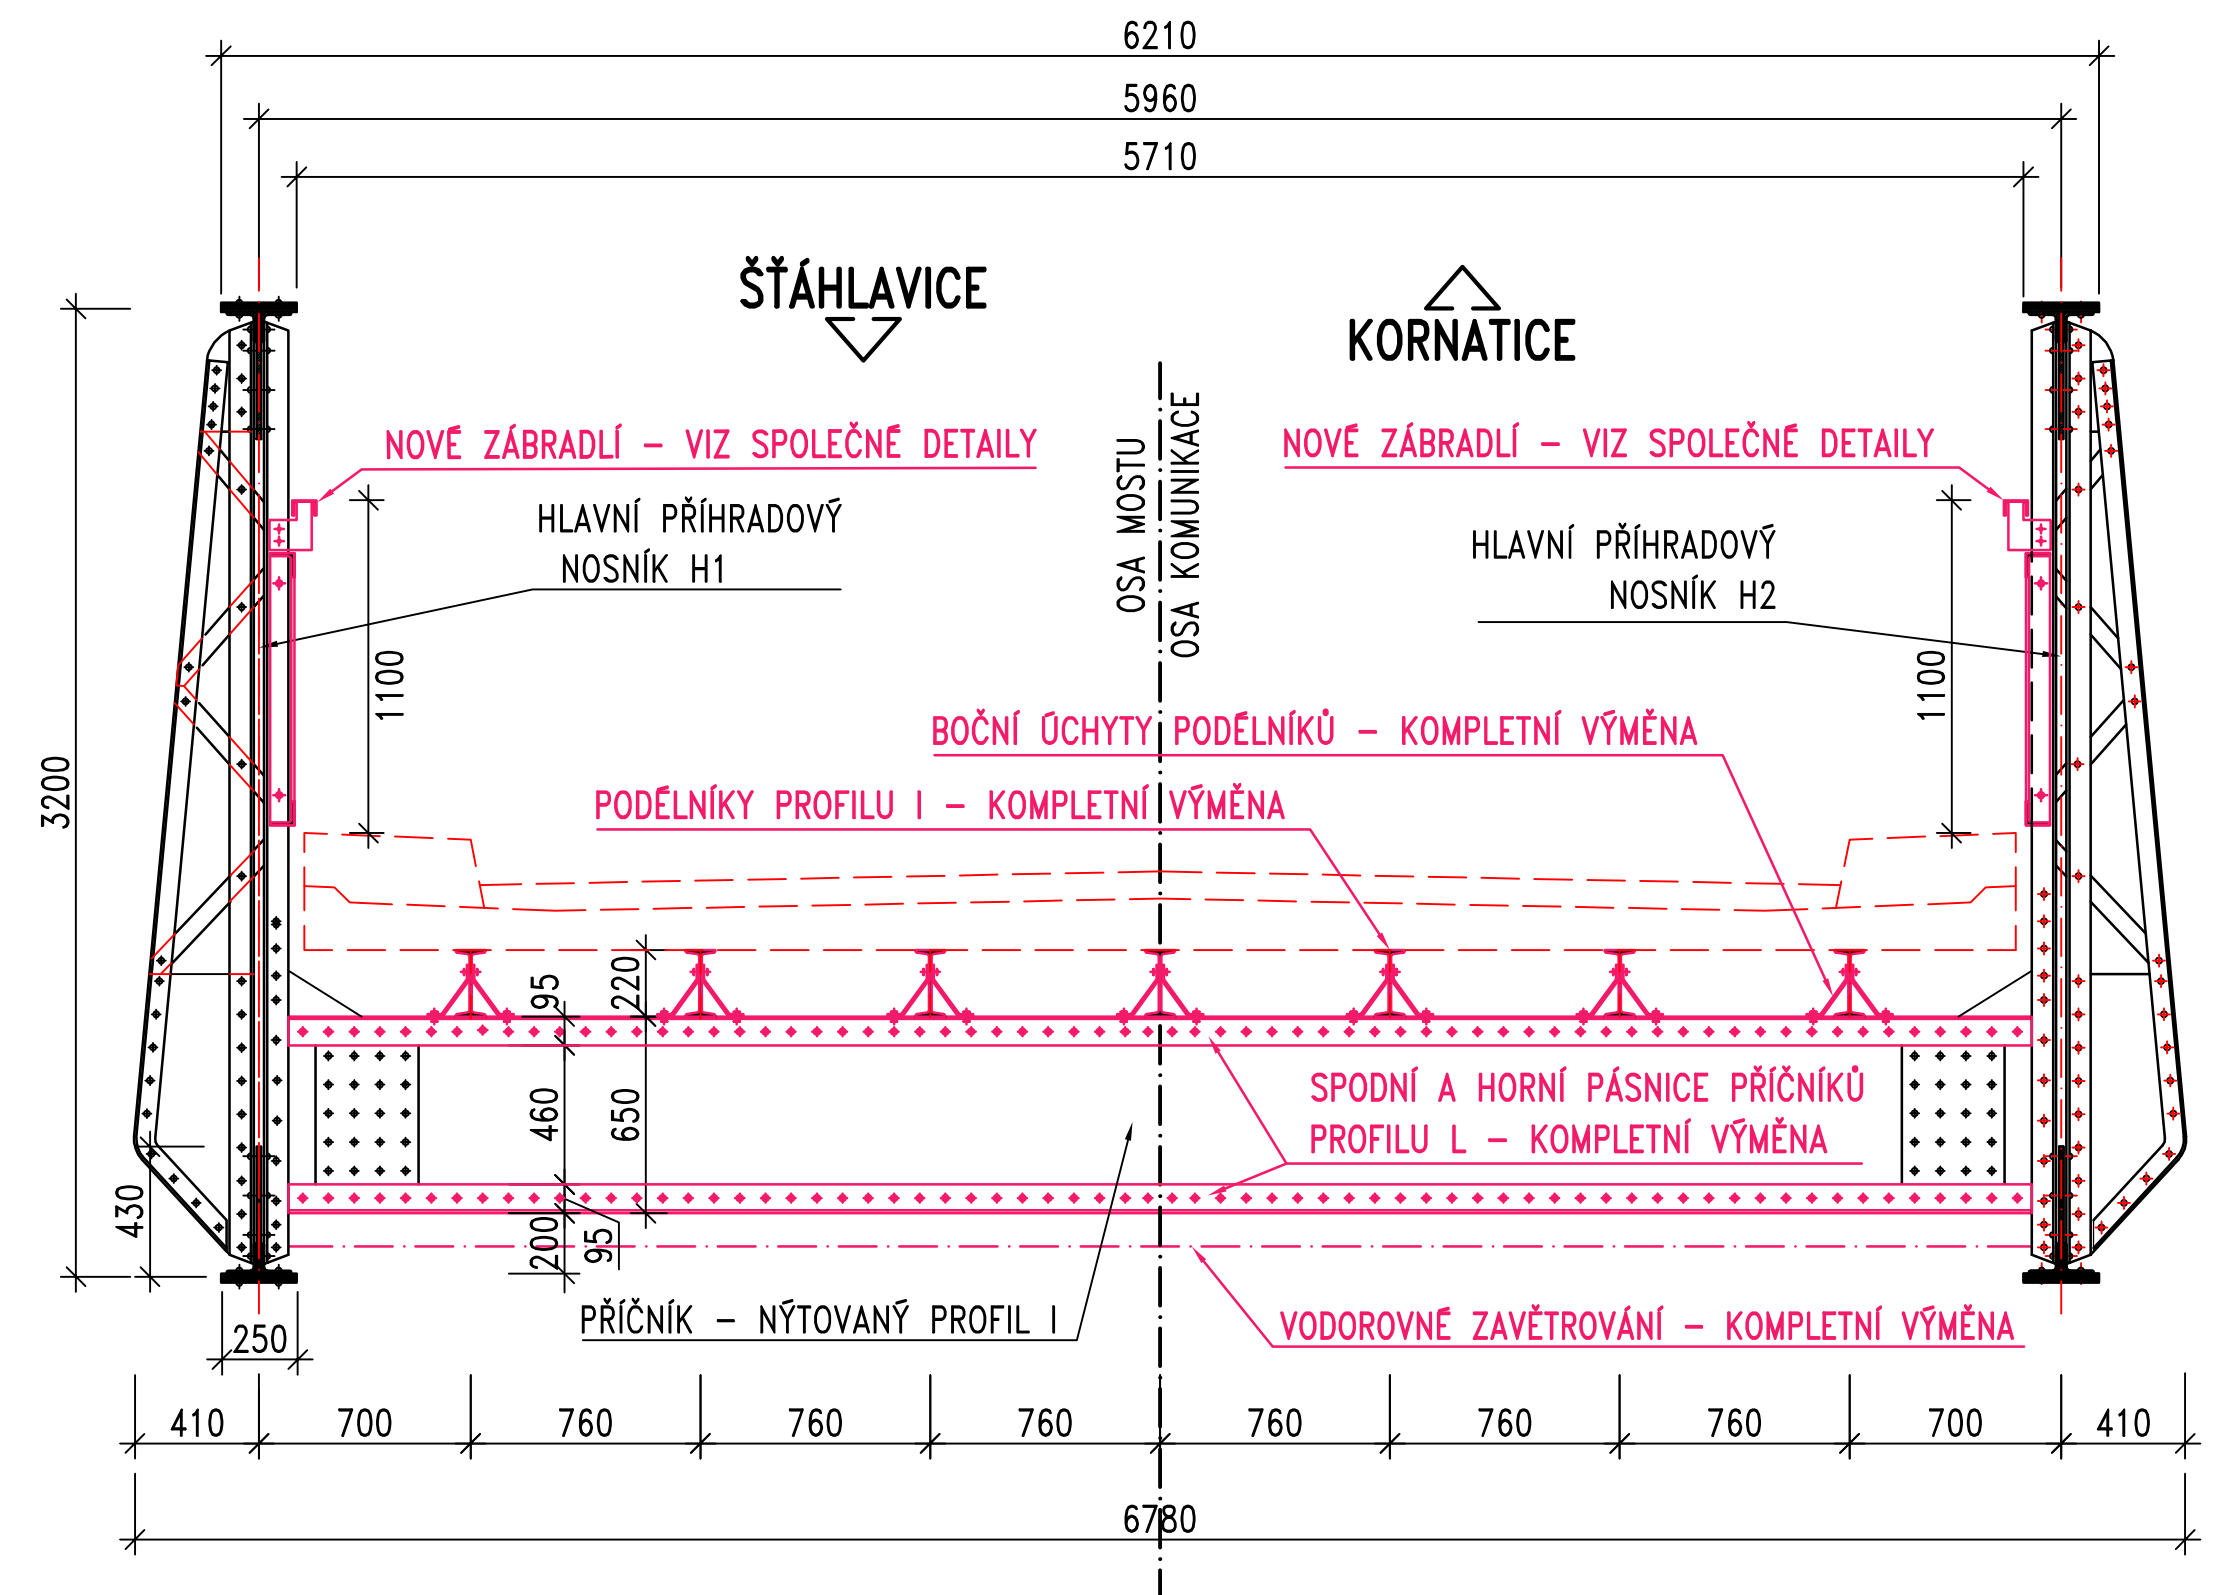 6210
5960
5710
ŠŤÁHLAVICE
KORNATICE
NOVÉ ZÁBRADLÍ – VIZ SPOLEČNÉ DETAILY
NOVÉ ZÁBRADLÍ – VIZ SPOLEČNÉ DETAILY
HLAVNÍ PŘÍHRADOVÝ
NOSNÍK H1
OSA MOSTU
OSA KOMUNIKACE
HLAVNÍ PŘÍHRADOVÝ
NOSNÍK H2
1100
1100
3200
BOČNÍ ÚCHYTY PODÉLNÍKŮ – KOMPLETNÍ VÝMĚNA
PODÉLNÍKY PROFILU I – KOMPLETNÍ VÝMĚNA
95
220
460
650
SPODNÍ A HORNÍ PÁSNICE PŘÍČNÍKŮ
PROFILU L – KOMPLETNÍ VÝMĚNA
430
200
95
PŘÍČNÍK – NÝTOVANÝ PROFIL I
VODOROVNÉ ZAVĚTROVÁNÍ – KOMPLETNÍ VÝMĚNA
250
410 700 760 760 760 760 760 760 700 410
6780